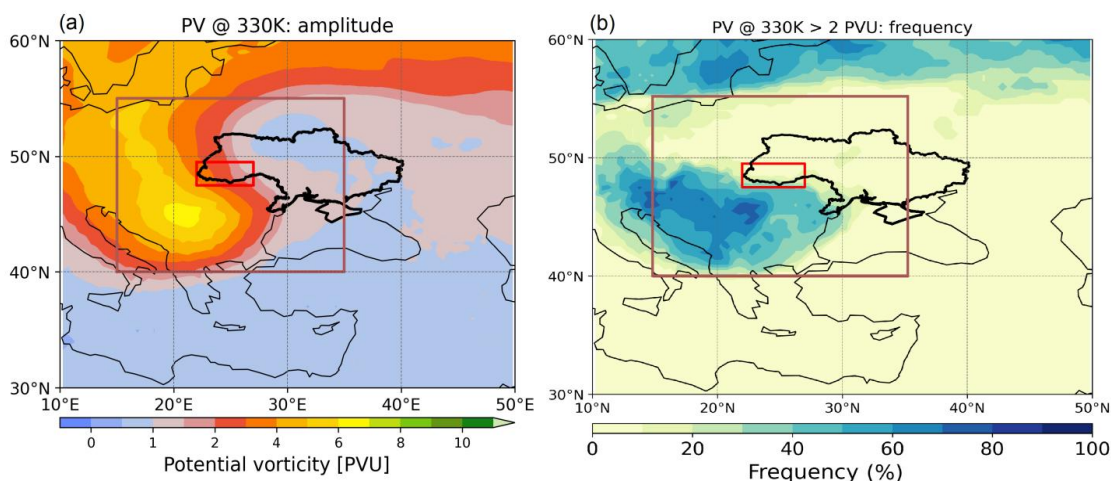 (a) PV @ 330K: amplitude
60°N
50°N
40°N
30°N
10°E 20°E 30°E 40°E 50°E
0 1 2 4 6 8 10
Potential vorticity [PVU]
(b) PV @ 330K > 2 PVU: frequency
60°N
50°N
40°N
30°N
10°N 20°N 30°N 40°N 50°N
0 20 40 60 80 100
Frequency (%)